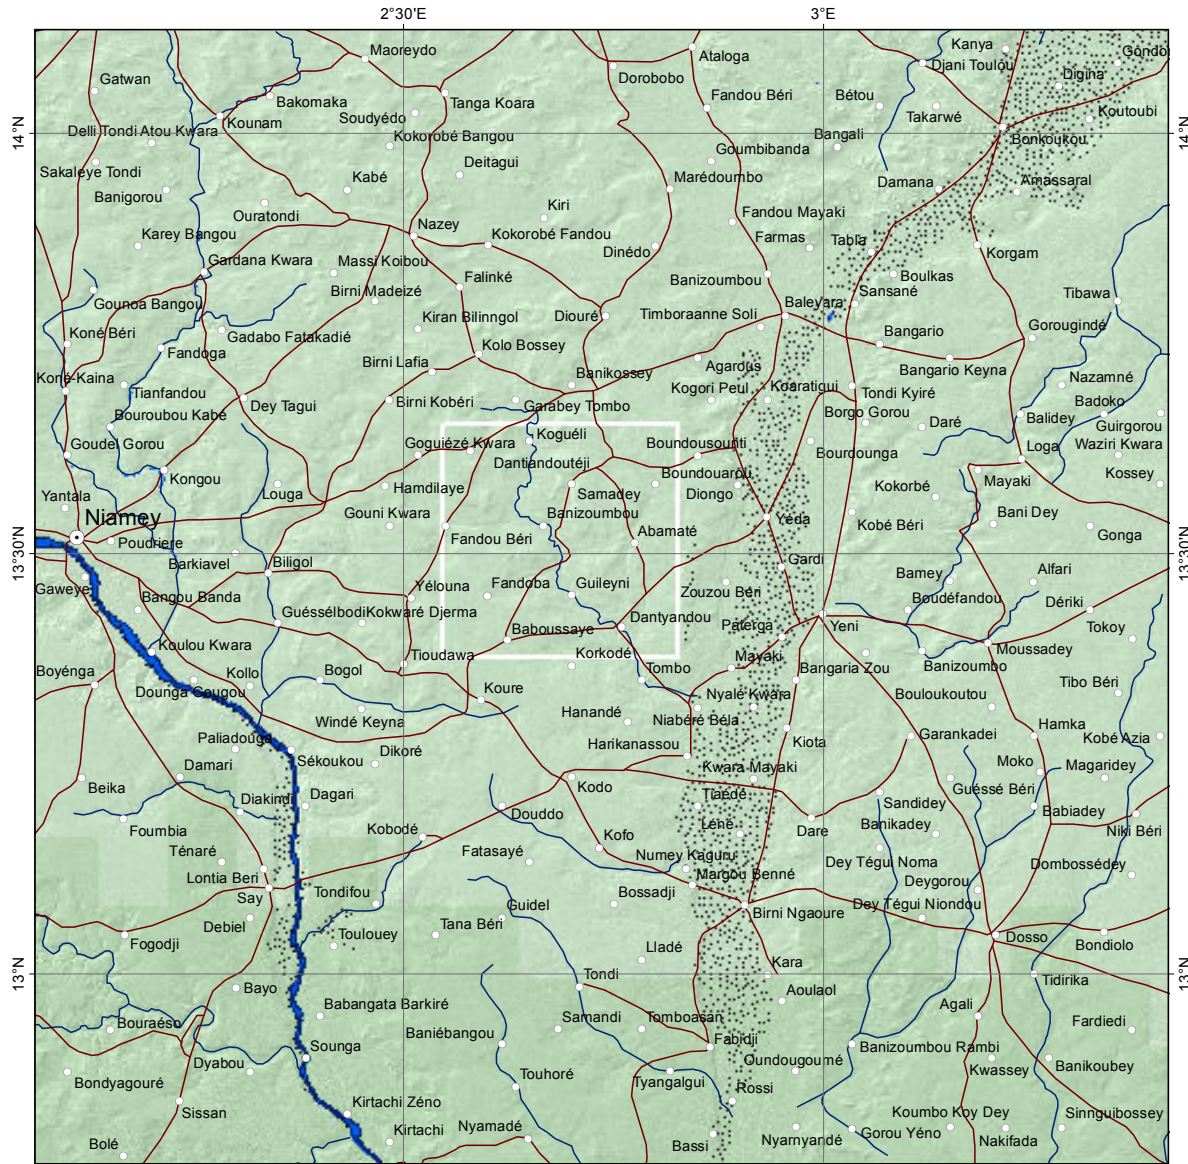 2°30'E
3°E
Maoreydo
Ataloga
Kanya
Gondo
Gatwan
Dorobobo
Djani Toulou
Digina
Bakomaka
Tanga Koara
Fandou Béri
Bétou
Soudyédo
Takarwé
Koutoubi
Kounam
14°N
Delli Tondi Atou Kwara
Kokorobé Bangou
Bangali
Bonkoukou
14°N
Goumbibanda
Sakaleye Tondi
Deitagui
Kabé
Marédoumbo
Damana
Amassaral
Banigorou
Ouratondi
Kiri
Fandou Mayaki
Karey Bangou
Nazey
Kokorobé Fandou
Dinédo
Farmas
Tabla
Korgam
Gardana Kwara
Massi Koibou
Falinké
Banizoumbou
Boulkas
Birni Madeizé
Sansané
Tibawa
Gounoa Bangou
Baleyara
Koné Béri
Kiran Bilinngol
Diouré
Timboraanne Soli
Bangario
Gorougindé
Gadabo Fatakadié
Fandoga
Kolo Bossey
Birni Lafia
Agardus
Bangario Keyna
Koné-Kaina
Banikossey
Kogori Peul
Koaratigui
Nazamné
Tianfandou
Tondi Kyiré
Dey Tagui
Birni Kobéri
Garabey Tombo
Borgo Gorou
Badoko
Bouroubou Kabé
Daré
Balidey
Guirgorou
Goudel Gorou
Goguiézé Kwara
Koguéli
Boundousounti
Waziri Kwara
Bourdounga
Loga
Dantiandoutéji
Boundouarou
Kossey
Kongou
Mayaki
Louga
Hamdilaye
Samadey
Diongo
Kokorbé
Yantala
Niamey
Gouni Kwara
Banizoumbou
Yéda
Kobé Béri
Bani Dey
Poudriere
Fandou Béri
Abamaté
Gonga
13°30'N
13°30'N
Barkiavel
Biligol
Gardi
Alfari
Gaweye
Yélouna
Fandoba
Guileyni
Zouzou Béri
Bamey
Bangou Banda
Guéssélbodi
Kokwaré Djerma
Dantyandou
Boudéfandou
Dériki
Paterga
Yeni
Tokoy
Koulou Kwara
Baboussaye
Boyénga
Tioudawa
Korkodé
Mayaki
Moussadey
Kollo
Bogol
Tombo
Bangaria Zou
Banizoumbo
Tibo Béri
Dounga Gougou
Koure
Nyalé Kwara
Bouloukoutou
Windé Keyna
Hanandé
Niabéré Béla
Hamka
Kobé Azia
Paliadouga
Dikoré
Harikanassou
Kiota
Garankadei
Sékoukou
Damari
Kwara Mayaki
Moko
Magaridey
Beika
Kodo
Guéssé Béri
Diakindi
Dagari
Tiaédé
Sandidey
Babiadey
Foumbia
Douddo
Kobodé
Léné
Dare
Banikadey
Niki Béri
Kofo
Ténaré
Fatasayé
Numey Kaguru
Dey Tégui Noma
Dombossédey
Lontia Beri
Margou Benné
Say
Tondifou
Bossadji
Deygorou
Guidel
Birni Ngaoure
Dey Tégui Niondou
Debiel
Tana Béri
Fogodji
Toulouey
Lladé
Dosso
Bondiolo
13°N
Kara
13°N
Tondi
Tidirika
Bayo
Aoulaol
Babangata Barkiré
Agali
Bouraéso
Baniébangou
Samandi
Tomboasan
Fardiedi
Fabidji
Sounga
Banizoumbou Rambi
Dyabou
Oundougoumé
Touhoré
Tyangalgui
Kwassey
Banikoubey
Bondyagouré
Rossi
Sissan
Kirtachi Zéno
Koumbo Koy Dey
Sinnguibossey
Nyamadé
Kirtachi
Bassi
Nyarnyandé
Gorou Yéno
Nakifada
Bolé